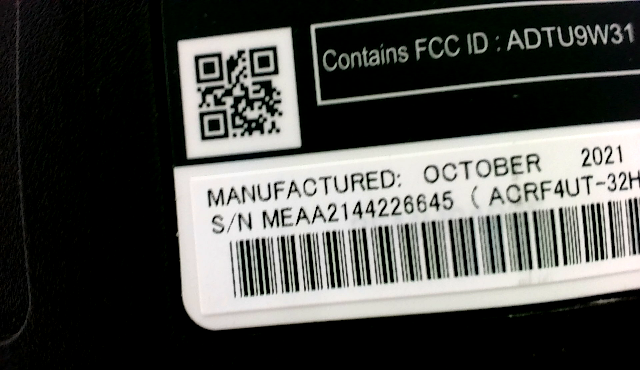 Contains FCC ID : ADTU9W31
MANUFACTURED: OCTOBER 2021
S/N MEAA2144226645 ( ACRF4UT-32H